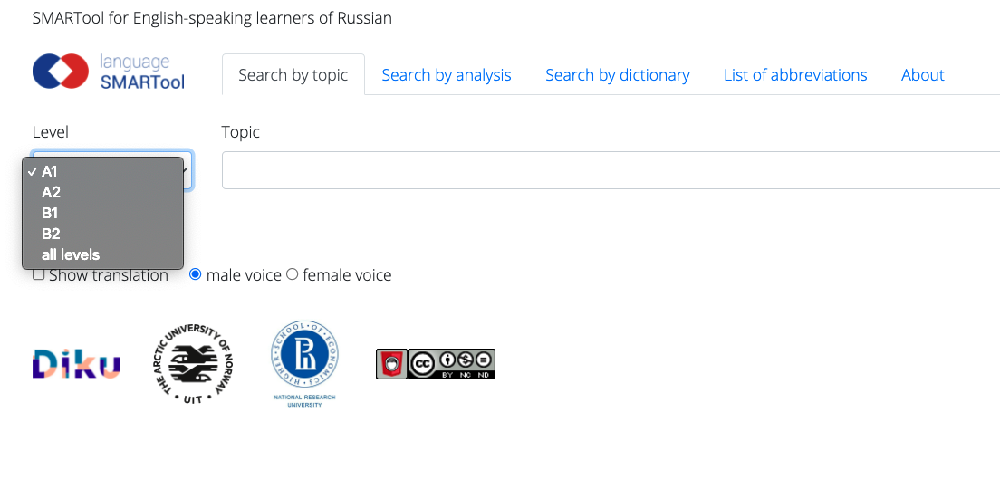 SMARTool for English-speaking learners of Russian
language
SMARTool
Search by topic
Search by analysis
Search by dictionary
List of abbreviations
About
Level
Topic
A1
A2
B1
B2
all levels
Show translation
male voice
female voice
Diku
THE ARCTIC UNIVERSITY OF NORWAY
UIT
HIGHER · SCHOOL · OF · ECONOMICS
NATIONAL RESEARCH
UNIVERSITY
cc
BY NC ND